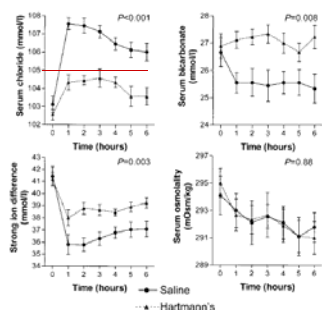 P<0.001
Serum chloride (mmol/l)
108
107
106
105
104
103
102
0 1 2 3 4 5 6
Time (hours)
P=0.008
Serum bicarbonate
(mmol/l)
29
28
27
26
25
24
23
0 1 2 3 4 5 6
Time (hours)
P=0.003
Strong ion difference
(mmol/l)
43
42
41
40
39
38
37
36
35
34
0 1 2 3 4 5 6
Time (hours)
P=0.88
Serum osmolality
(mOsm/kg)
297
295
293
291
289
0 1 2 3 4 5 6
Time (hours)
Saline
Hartmann's